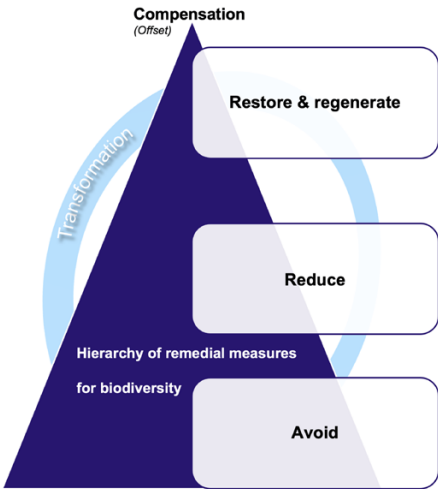 Compensation
(Offset)
Restore & regenerate
Transformation
Reduce
Hierarchy of remedial measures
for biodiversity
Avoid